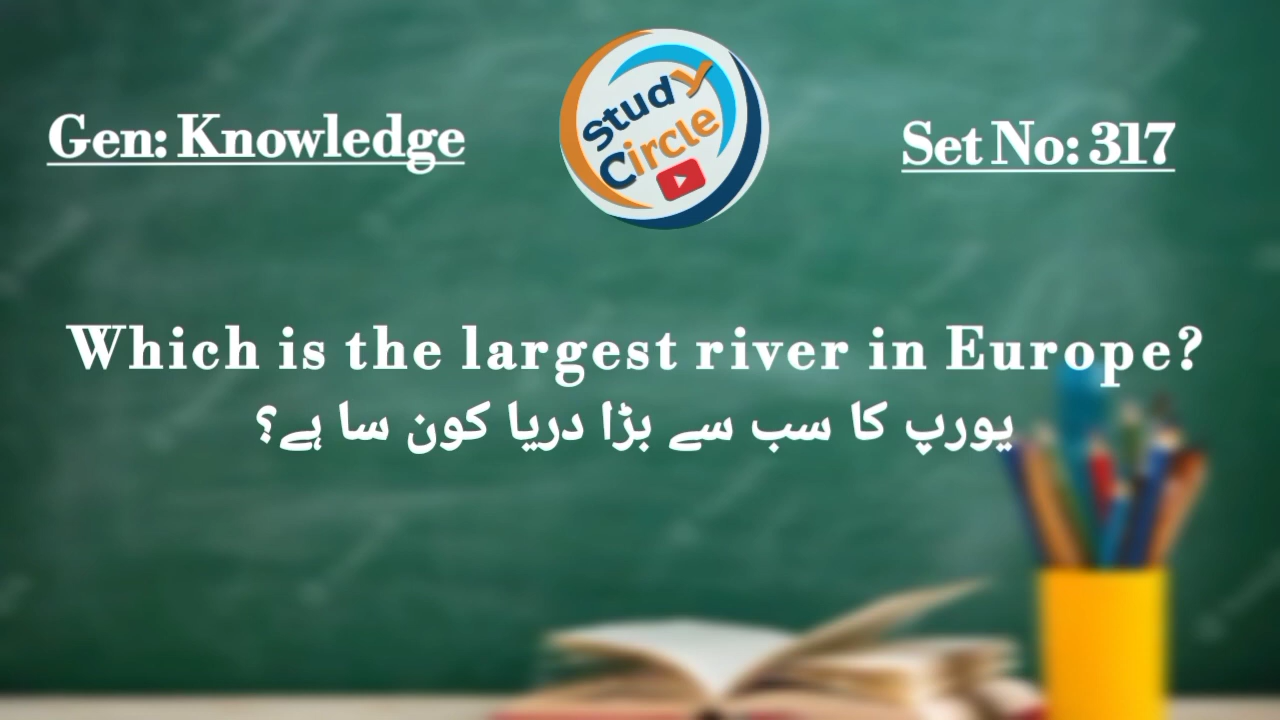 Gen: Knowledge
Study
Circle
Set No: 317
Which is the largest river in Europe?
یورپ کا سب سے بڑا دریا کون سا ہے؟